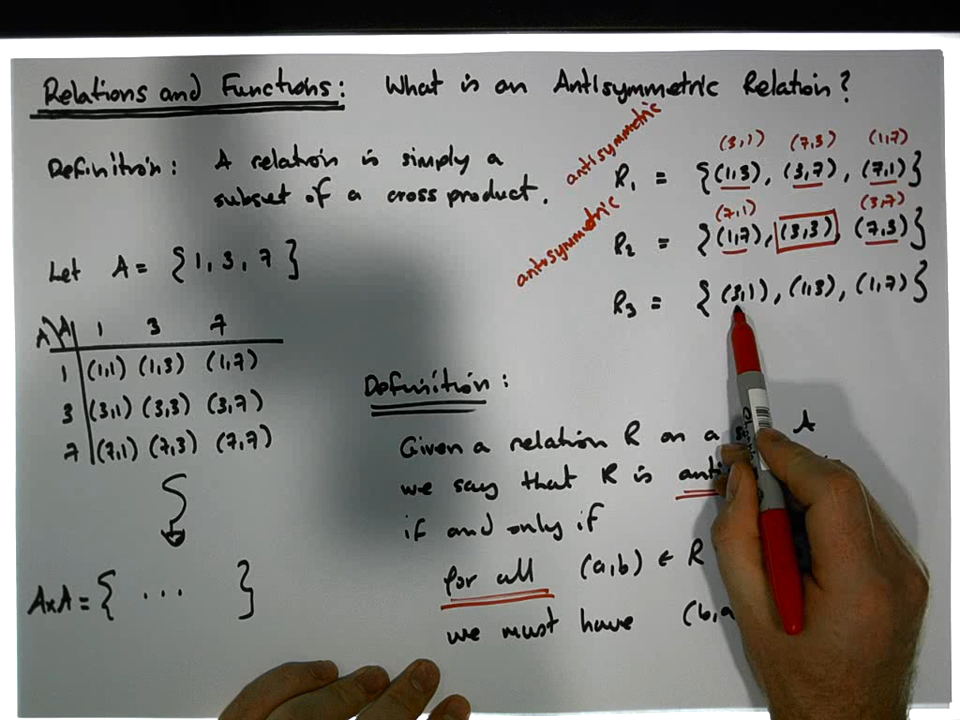 Relations and Functions: What is an Antisymmetric Relation?
Definition: A relation is simply a
subset of a cross product.
Let A = {1, 3, 7}
A\A 1 3 7
1 (1,1) (1,3) (1,7)
3 (3,1) (3,3) (3,7)
7 (7,1) (7,3) (7,7)
AxA = { ... }
antisymmetric
(3,1) (7,3) (1,7)
R1 = {(1,3), (3,7), (7,1)}
antisymmetric
(7,1) (3,7)
R2 = {(1,7), (3,3), (7,3)}
R3 = {(3,1), (1,3), (1,7)}
Definition:
Given a relation R on a A
we say that R is
if and only if
for all (a,b) ∈ R
we must have